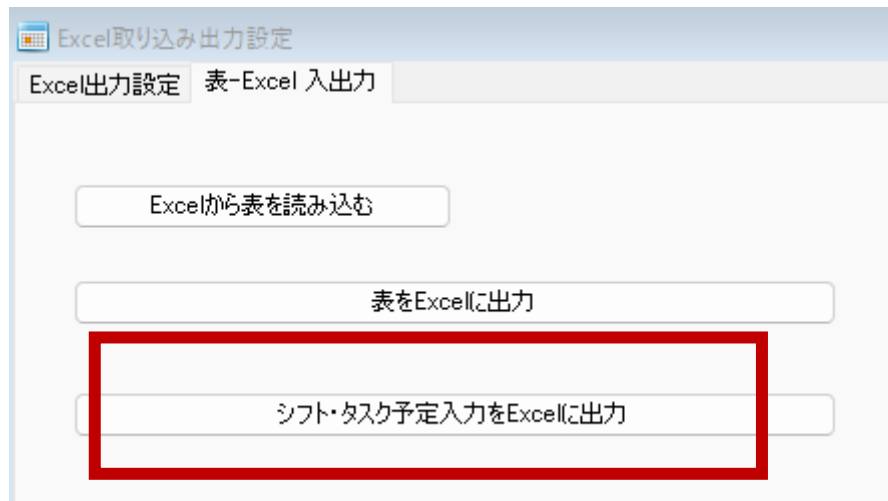 Excel取り込み出力設定
Excel出力設定 表-Excel 入出力
Excelから表を読み込む
表をExcelに出力
シフト・タスク予定入力をExcelに出力